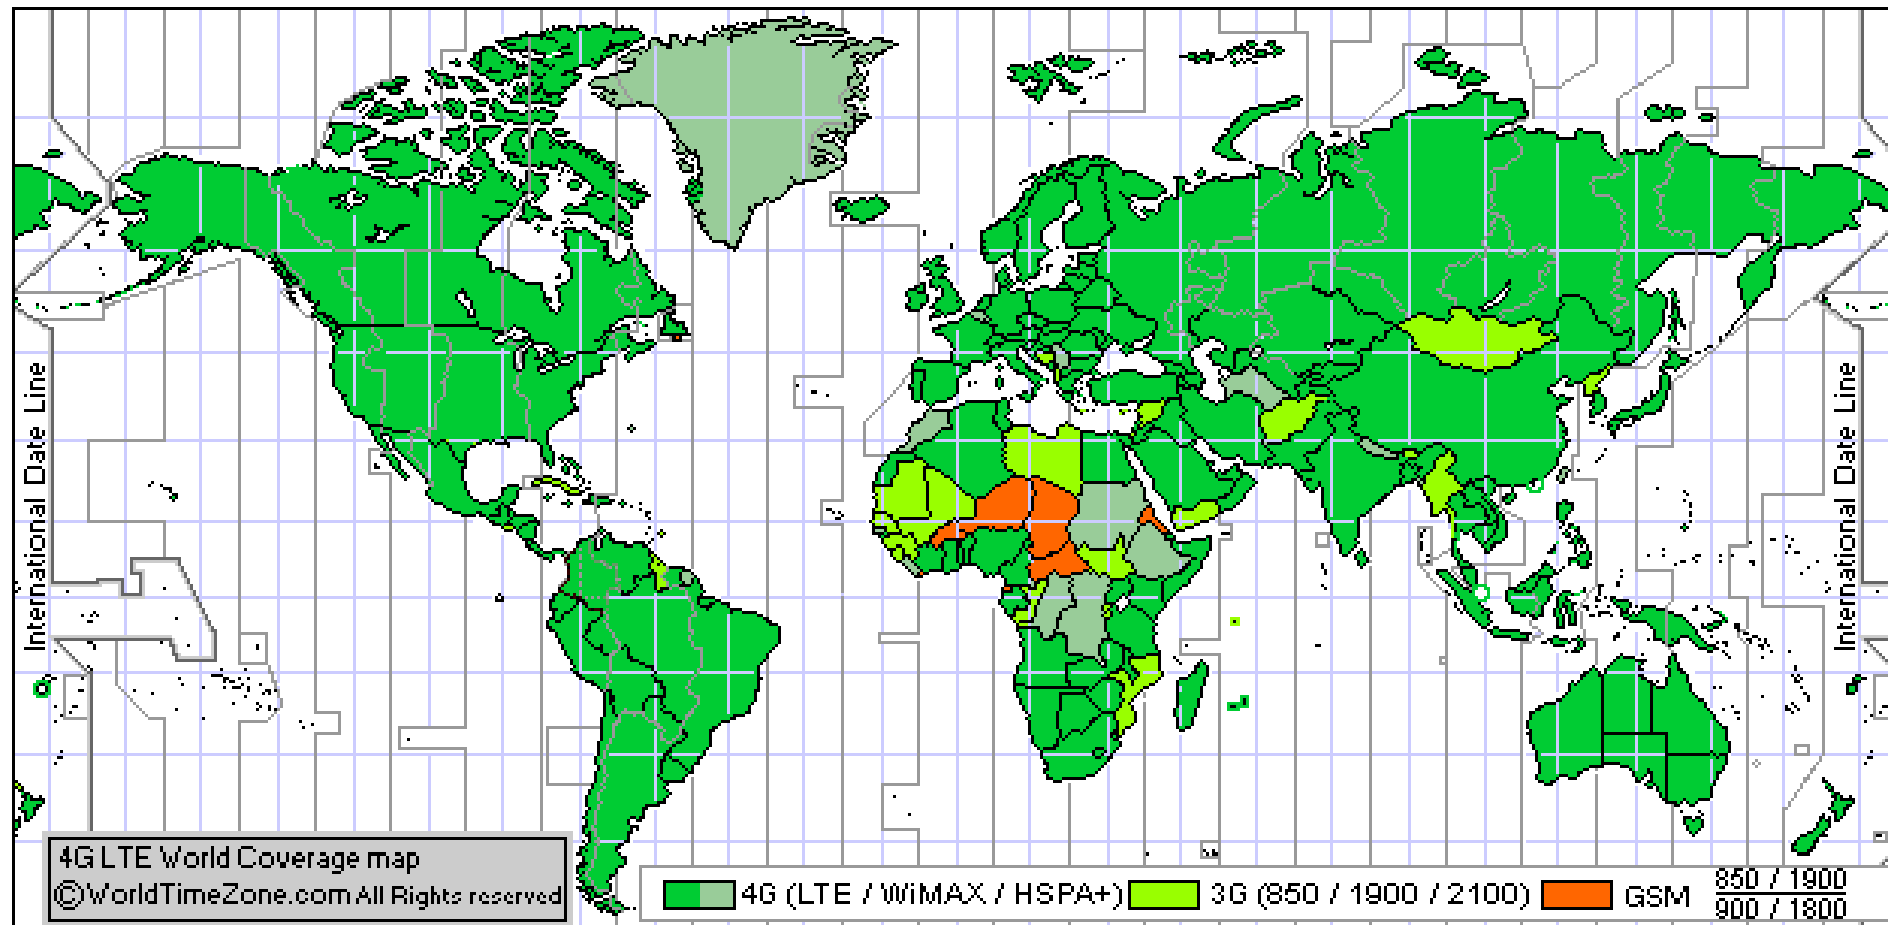 International Date Line
International Date Line
4G LTE World Coverage map
©WorldTimeZone.com All Rights reserved
4G (LTE / WiMAX / HSPA+) 3G (850 / 1900 / 2100) GSM 850 / 1900
900 / 1800